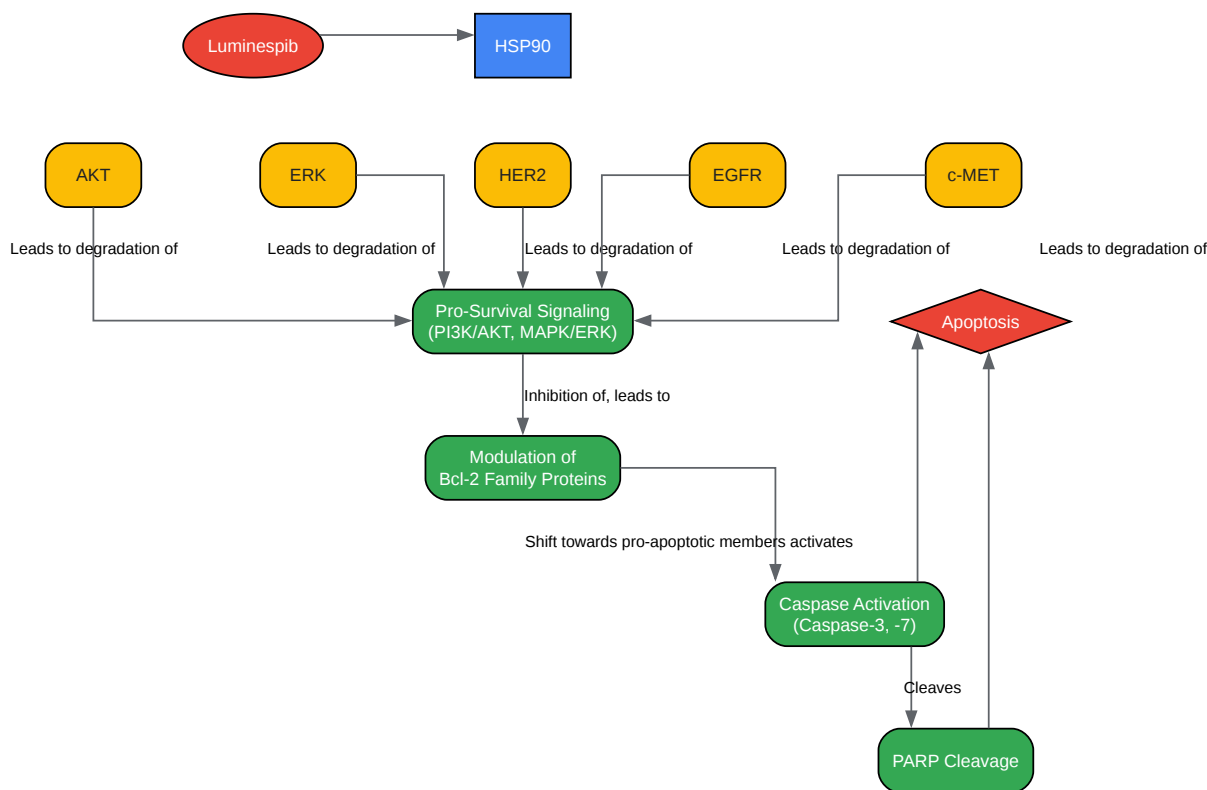 Luminespib
HSP90
AKT
ERK
HER2
EGFR
c-MET
Leads to degradation of
Leads to degradation of
Leads to degradation of
Leads to degradation of
Leads to degradation of
Pro-Survival Signaling
(PI3K/AKT, MAPK/ERK)
Apoptosis
Inhibition of, leads to
Modulation of
Bcl-2 Family Proteins
Shift towards pro-apoptotic members activates
Caspase Activation
(Caspase-3, -7)
Cleaves
PARP Cleavage